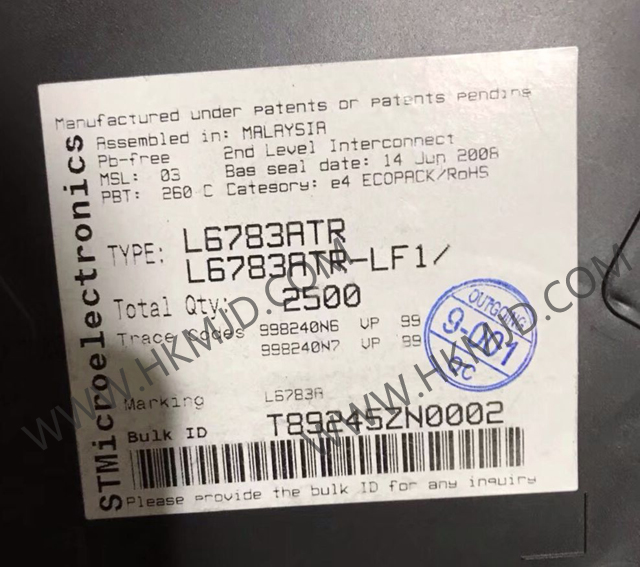 STMicroelectronics
Manufactured under patents or patents pending
Assembled in: MALAYSIA
Pb-free 2nd Level Interconnect
MSL: 03 Bag seal date: 14 Jun 2008
PBT: 260 C Category: e4 ECOPACK/RoHS
TYPE: L6783ATR
L6783ATR-LF1/
Total Qty: 2500
Trace Codes 998240N6 VP 99
998240N7 VP 99
OUTGOING
9-061
QC
Marking L6783A
Bulk ID T89245ZN0002
Please provide the bulk ID for any inquiry
WWW.HKMJD.COM
WWW.HKMJD.COM